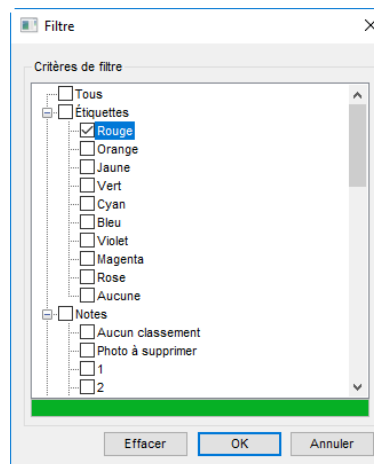 Filtre
Critères de filtre
Tous
Étiquettes
Rouge
Orange
Jaune
Vert
Cyan
Bleu
Violet
Magenta
Rose
Aucune
Notes
Aucun classement
Photo à supprimer
1
2
Effacer OK Annuler